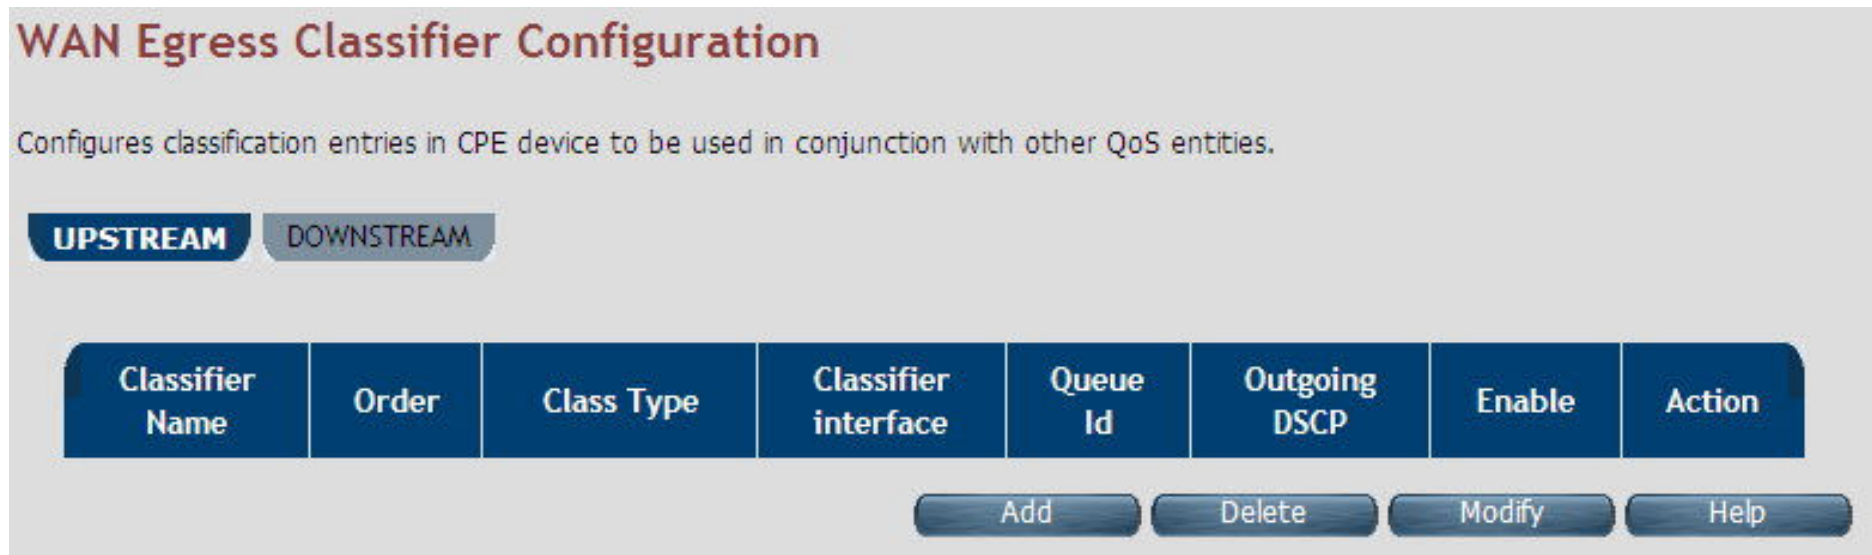 WAN Egress Classifier Configuration
Configures classification entries in CPE device to be used in conjunction with other QoS entities.
UPSTREAM DOWNSTREAM
Classifier Name Order Class Type Classifier interface Queue Id Outgoing DSCP Enable Action
Add Delete Modify Help